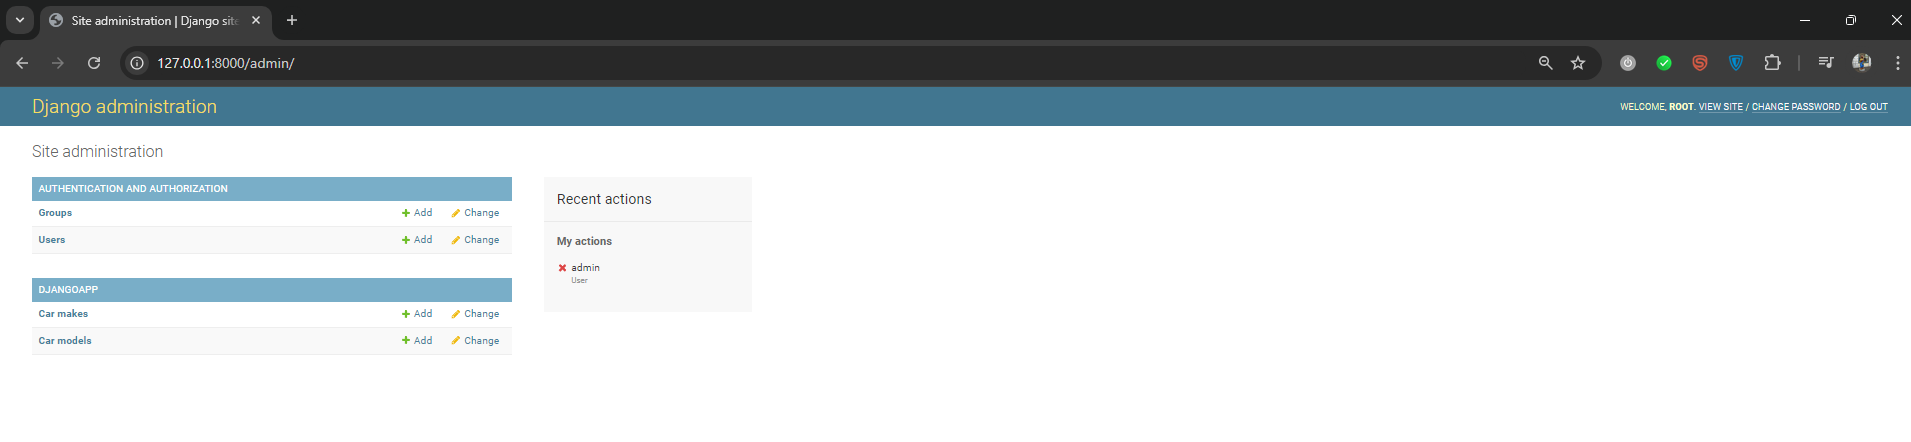 Site administration | Django site
127.0.0.1:8000/admin/
Django administration
WELCOME, ROOT. VIEW SITE / CHANGE PASSWORD / LOG OUT
Site administration
AUTHENTICATION AND AUTHORIZATION
Groups Add Change
Users Add Change
DJANGOAPP
Car makes Add Change
Car models Add Change
Recent actions
My actions
admin
User